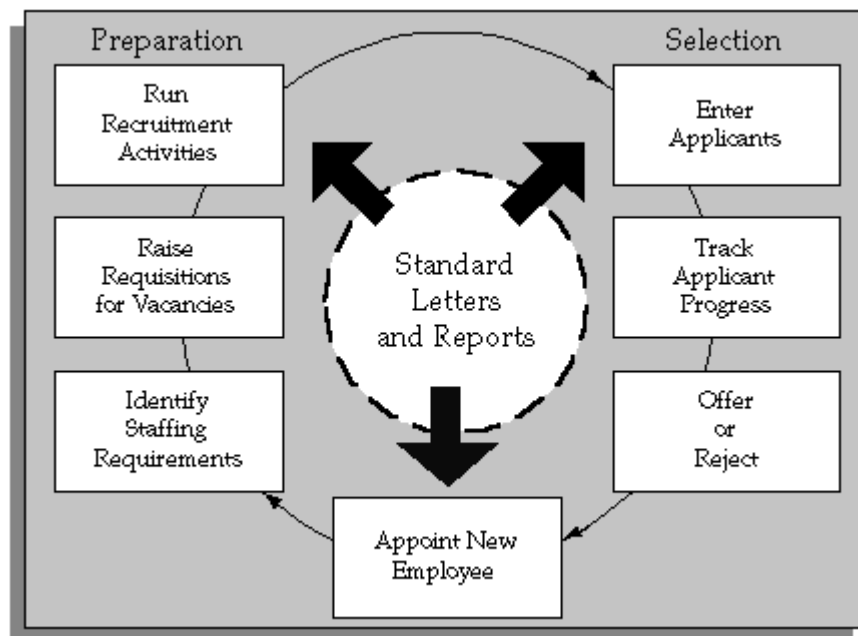 Preparation
Selection
Run
Recruitment
Activities
Enter
Applicants
Raise
Requisitions
for Vacancies
Standard
Letters
and Reports
Track
Applicant
Progress
Identify
Staffing
Requirements
Offer
or
Reject
Appoint New
Employee